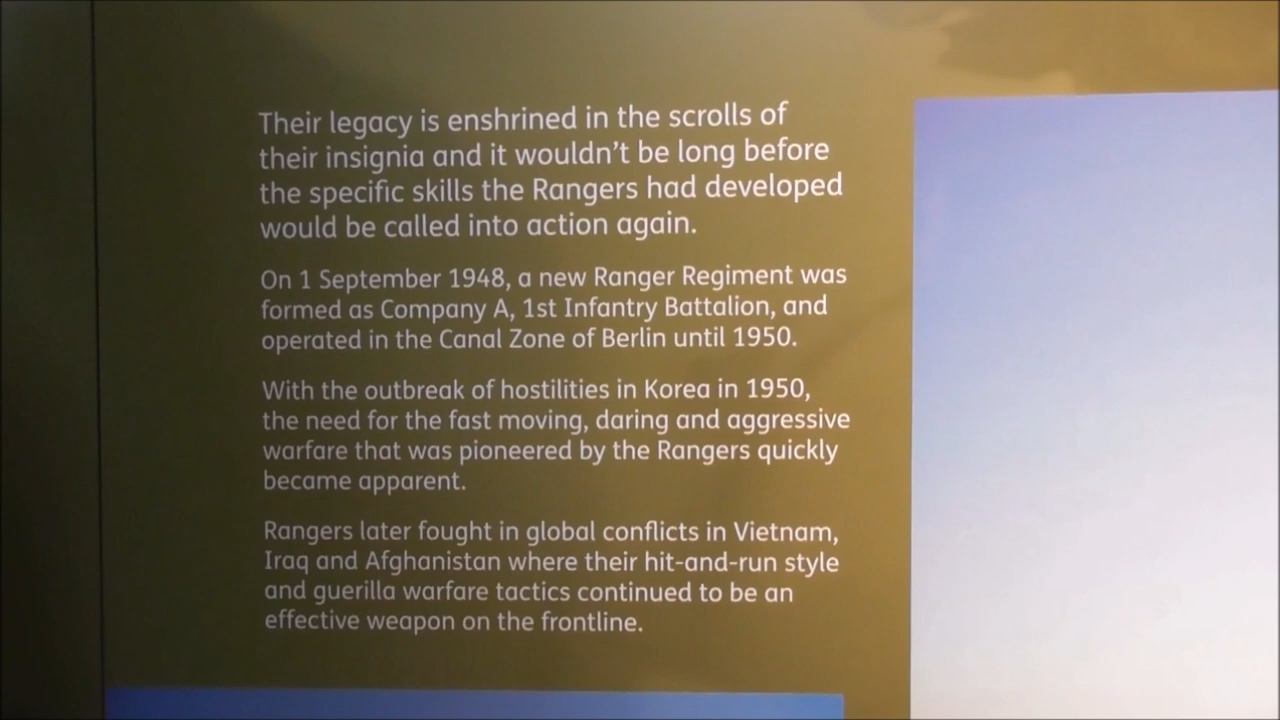 Their legacy is enshrined in the scrolls of
their insignia and it wouldn't be long before
the specific skills the Rangers had developed
would be called into action again.
On 1 September 1948, a new Ranger Regiment was
formed as Company A, 1st Infantry Battalion, and
operated in the Canal Zone of Berlin until 1950.
With the outbreak of hostilities in Korea in 1950,
the need for the fast moving, daring and aggressive
warfare that was pioneered by the Rangers quickly
became apparent.
Rangers later fought in global conflicts in Vietnam,
Iraq and Afghanistan where their hit-and-run style
and guerilla warfare tactics continued to be an
effective weapon on the frontline.